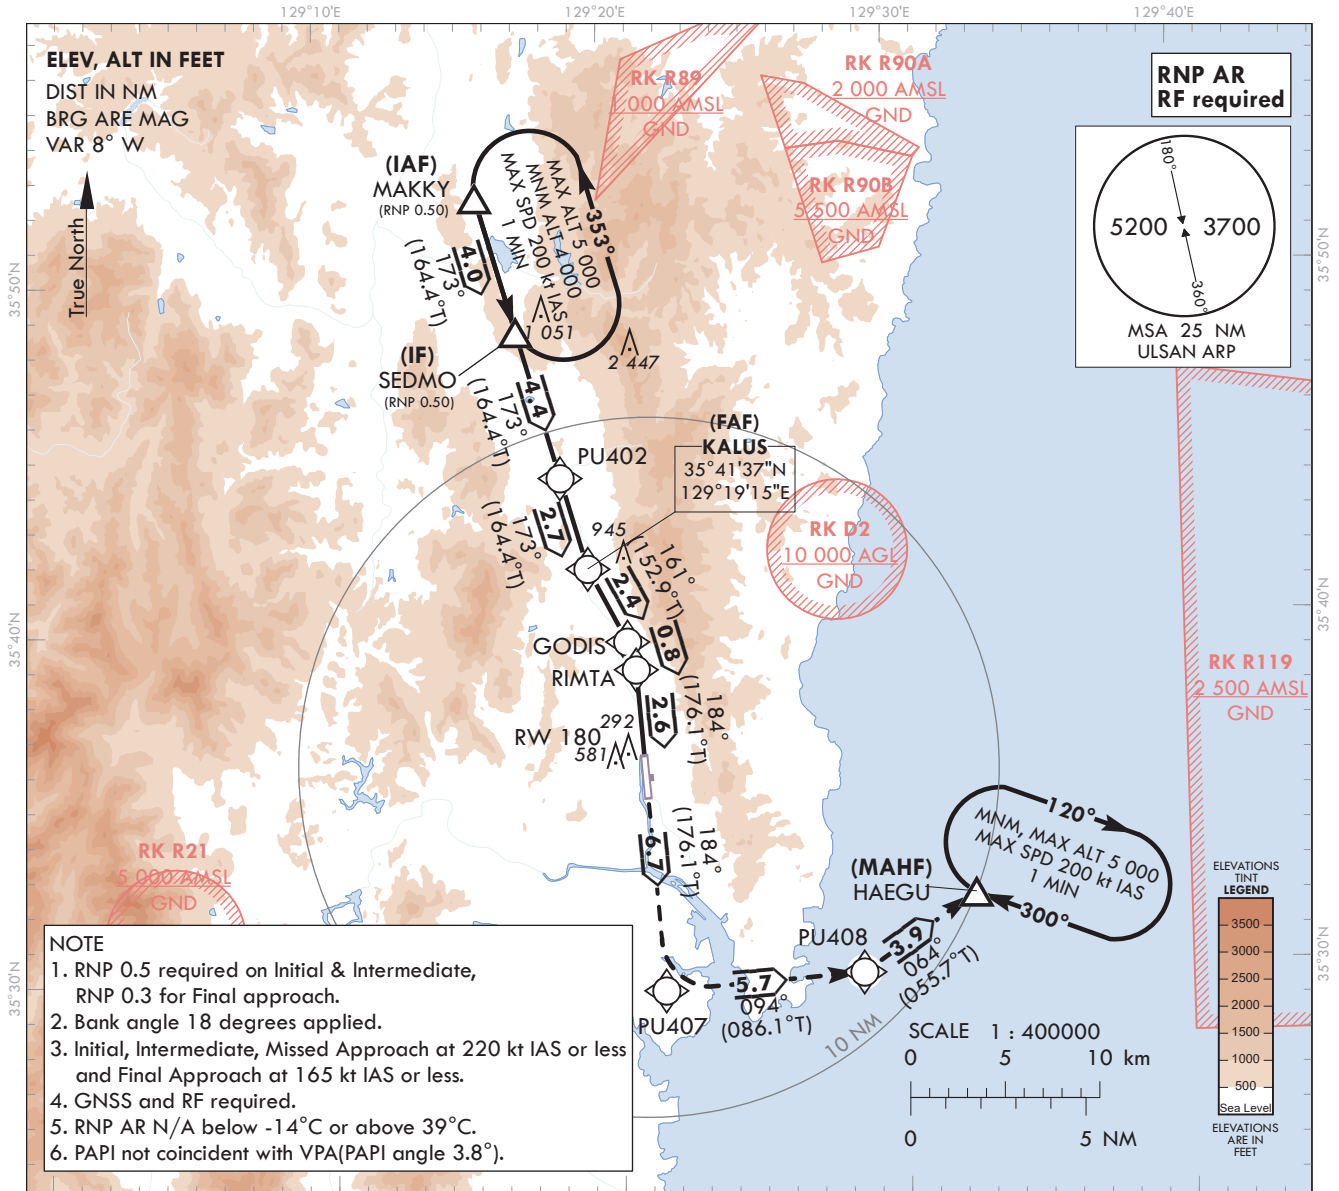 129°10'E
129°20'E
129°30'E
129°40'E
ELEV, ALT IN FEET
DIST IN NM
BRG ARE MAG
VAR 8° W
True North
RK R89
000 AMSL
GND
RK R90A
2 000 AMSL
GND
RK R90B
5 500 AMSL
GND
RNP AR
RF required
180°
5200
3700
360°
MSA 25 NM
ULSAN ARP
(IAF)
MAKKY
(RNP 0.50)
MAX ALT 5 000
MNM ALT 4 000
MAX SPD 200 kt IAS
1 MIN
353°
4.0
173°
(164.4°T)
35°50'N
35°50'N
1 051
2 447
(IF)
SEDMO
(RNP 0.50)
4.4
173°
(164.4°T)
PU402
(FAF)
KALUS
35°41'37"N
129°19'15"E
2.7
173°
(164.4°T)
945
161°
(152.9°T)
2.4
RK D2
10 000 AGL
GND
35°40'N
35°40'N
GODIS
RIMTA
0.8
2.6
184°
(176.1°T)
RK R119
2 500 AMSL
GND
RW 180
292
581
6.7
184°
(176.1°T)
120°
MNM, MAX ALT 5 000
MAX SPD 200 kt IAS
1 MIN
300°
(MAHF)
HAEGU
RK R21
5 000 AMSL
GND
PU408
3.9
064°
(055.7°T)
PU407
5.7
094°
(086.1°T)
10 NM
35°30'N
35°30'N
NOTE
1. RNP 0.5 required on Initial & Intermediate,
RNP 0.3 for Final approach.
2. Bank angle 18 degrees applied.
3. Initial, Intermediate, Missed Approach at 220 kt IAS or less
and Final Approach at 165 kt IAS or less.
4. GNSS and RF required.
5. RNP AR N/A below -14°C or above 39°C.
6. PAPI not coincident with VPA(PAPI angle 3.8°).
SCALE 1 : 400000
0 5 10 km
0 5 NM
ELEVATIONS
TINT
LEGEND
3500
3000
2500
2000
1500
1000
500
Sea Level
ELEVATIONS
ARE IN
FEET